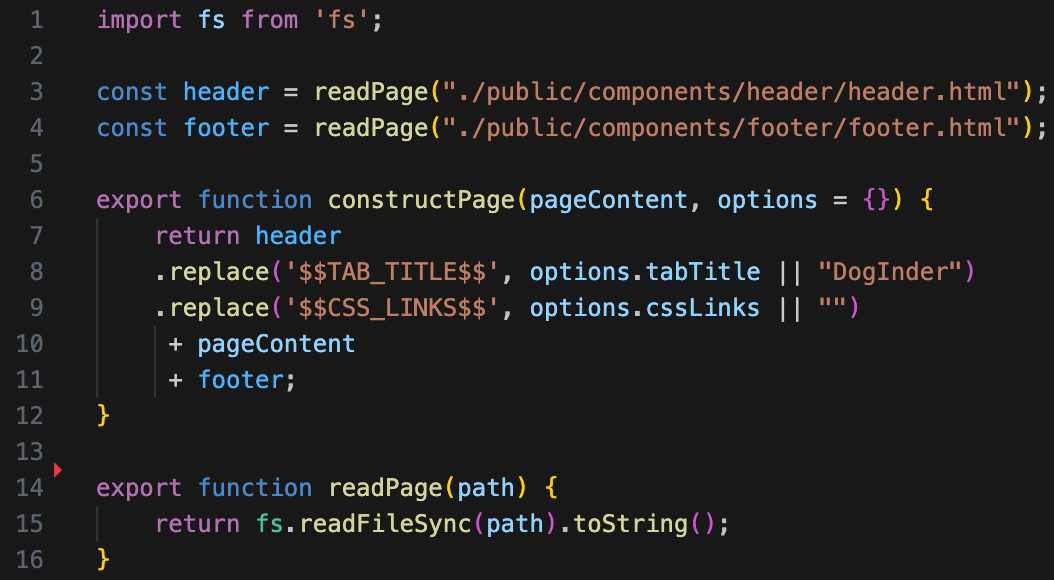 1 import fs from 'fs';
2
3 const header = readPage("./public/components/header/header.html");
4 const footer = readPage("./public/components/footer/footer.html");
5
6 export function constructPage(pageContent, options = {}) {
7     return header
8     .replace('$$TAB_TITLE$$', options.tabTitle || "DogInder")
9     .replace('$$CSS_LINKS$$', options.cssLinks || "")
10      + pageContent
11      + footer;
12 }
13
14 export function readPage(path) {
15     return fs.readFileSync(path).toString();
16 }